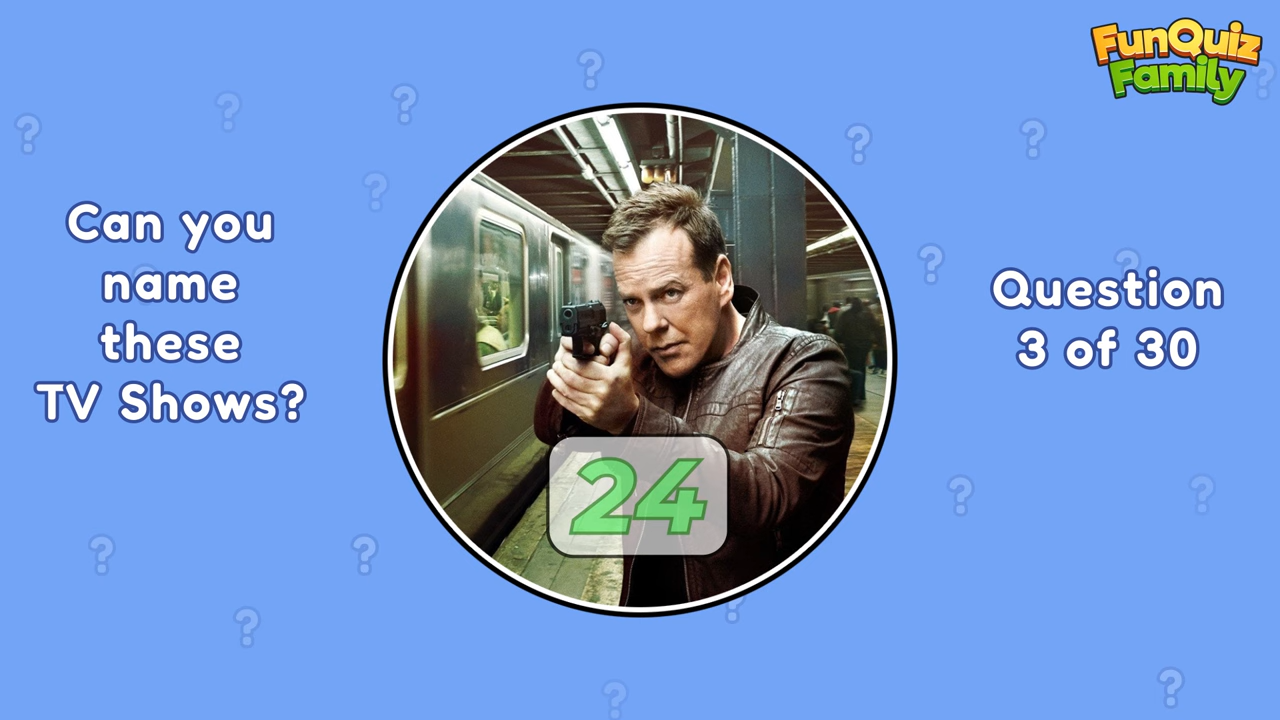 FunQuiz
Family
Can you
name
these
TV Shows?
Question
3 of 30
24